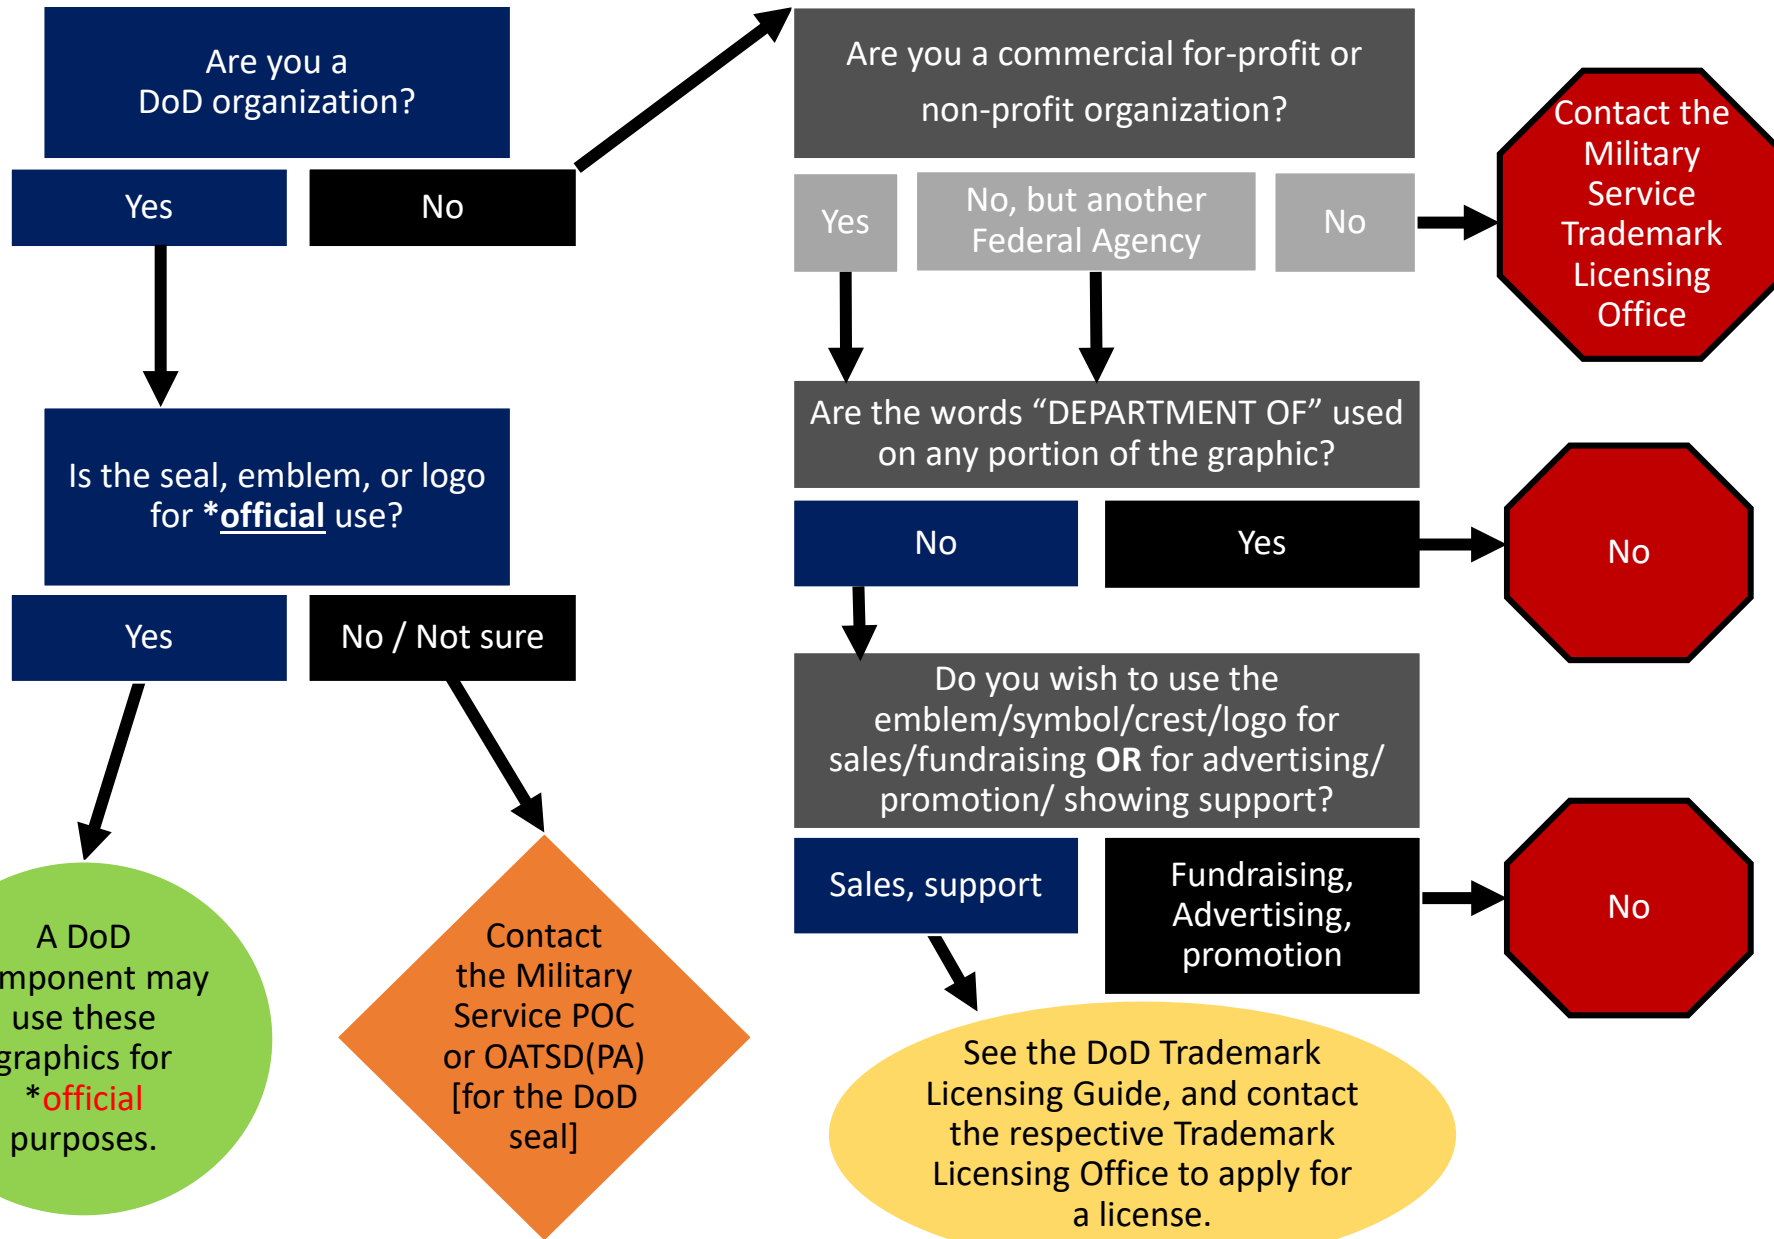 Are you a
DoD organization?
Yes
No
Is the seal, emblem, or logo
for *official use?
Yes
No / Not sure
A DoD
mponent may
use these
graphics for
*official
purposes.
Contact
the Military
Service POC
or OATSD(PA)
[for the DoD
seal]
Are you a commercial for-profit or
non-profit organization?
Yes
No, but another
Federal Agency
No
Contact the
Military
Service
Trademark
Licensing
Office
Are the words “DEPARTMENT OF” used
on any portion of the graphic?
No
Yes
No
Do you wish to use the
emblem/symbol/crest/logo for
sales/fundraising OR for advertising/
promotion/ showing support?
Sales, support
Fundraising,
Advertising,
promotion
No
See the DoD Trademark
Licensing Guide, and contact
the respective Trademark
Licensing Office to apply for
a license.